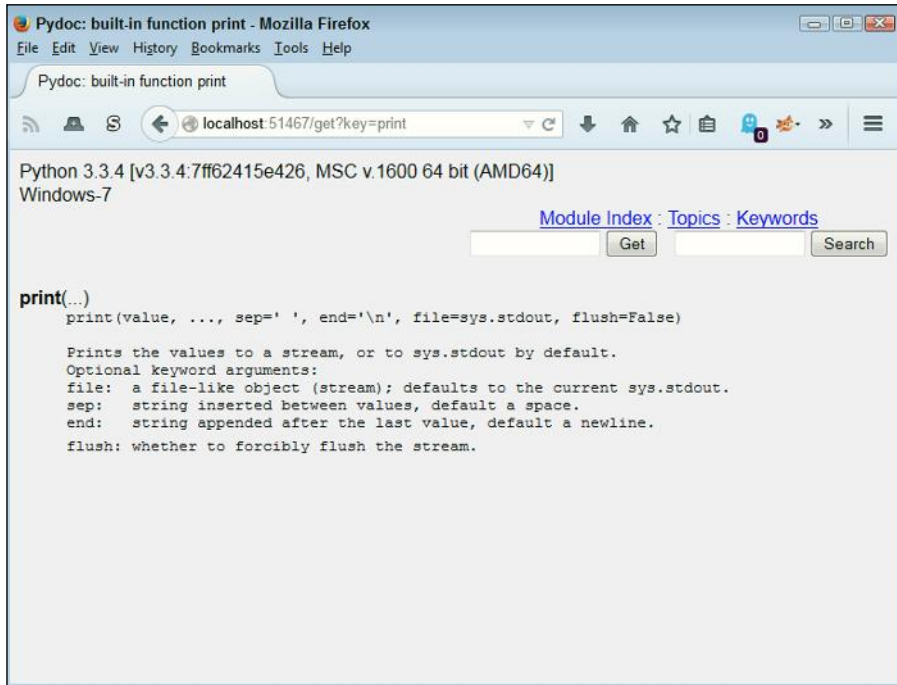 Pydoc: built-in function print - Mozilla Firefox
File Edit View History Bookmarks Tools Help
Pydoc: built-in function print
S localhost:51467/get?key=print 0 »
Python 3.3.4 [v3.3.4:7ff62415e426, MSC v.1600 64 bit (AMD64)]
Windows-7
Module Index : Topics : Keywords
Get Search
print(...)
print(value, ..., sep=' ', end='\n', file=sys.stdout, flush=False)
Prints the values to a stream, or to sys.stdout by default.
Optional keyword arguments:
file: a file-like object (stream); defaults to the current sys.stdout.
sep: string inserted between values, default a space.
end: string appended after the last value, default a newline.
flush: whether to forcibly flush the stream.